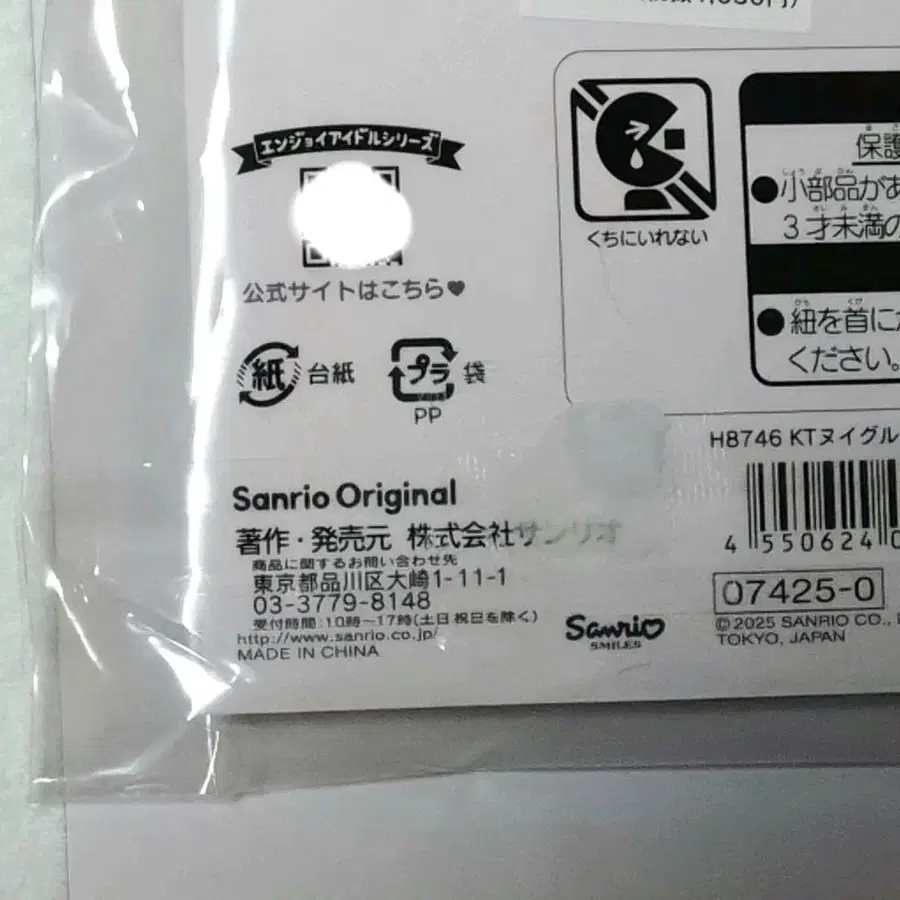 エンジョイアイドルシリーズ
公式サイトはこちら♥
紙 台紙
プラ 袋
PP
くちにいれない
保護
●小部品があ
3才未満の
●紐を首に
ください。
H8746 KTヌイグル
4 550624
07425-0
©2025 SANRIO CO.,
TOKYO, JAPAN
Sanrio Original
著作・発売元 株式会社サンリオ
商品に関するお問い合わせ先
東京都品川区大崎1-11-1
03-3779-8148
受付時間:10時~17時(土日祝日を除く)
http://www.sanrio.co.jp/
MADE IN CHINA
Sanrio
SMILES